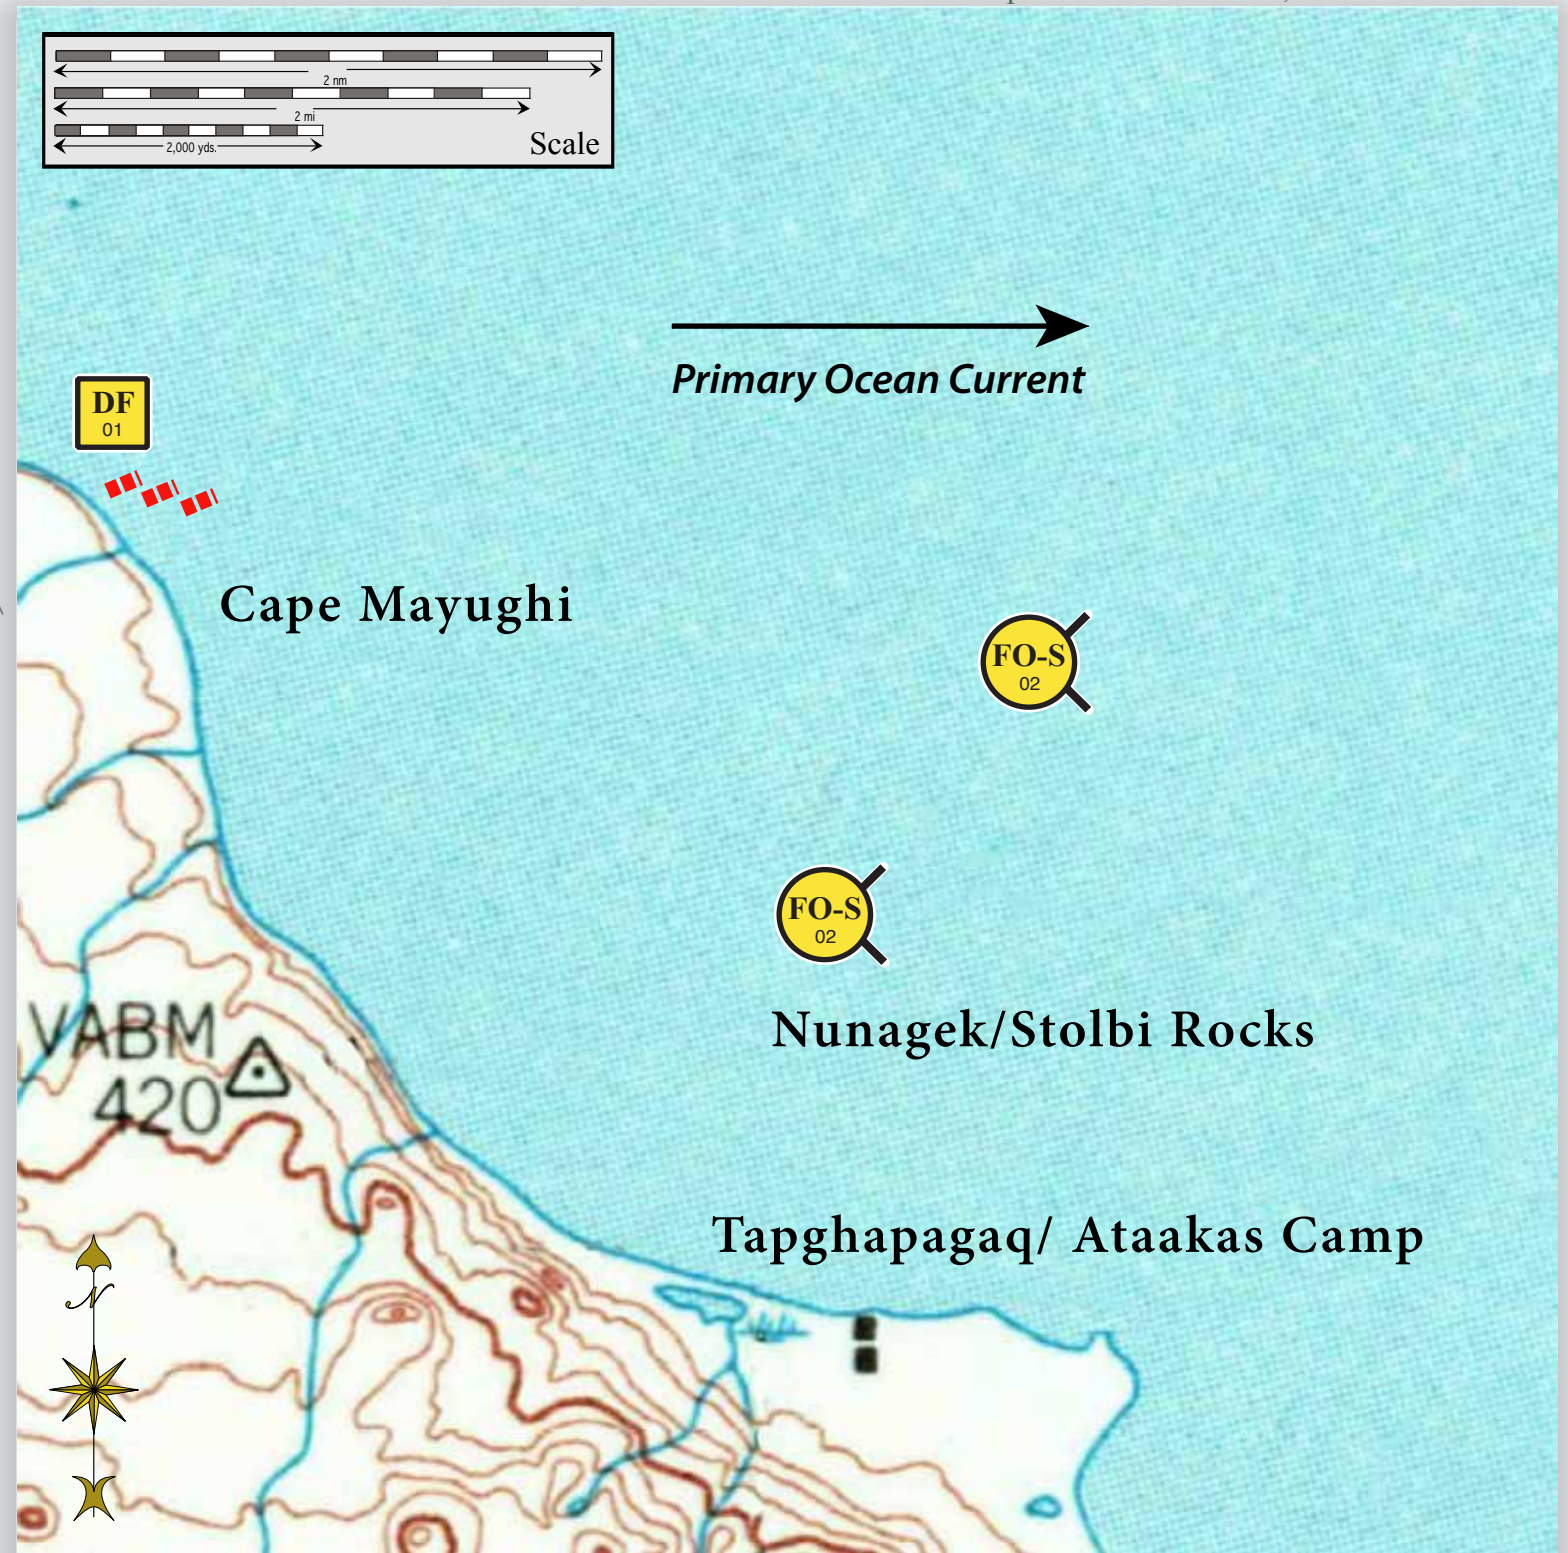 2 nm
2 mi
2,000 yds.
Scale
Primary Ocean Current
DF
01
Cape Mayughi
FO-S
02
FO-S
02
Nunagek/Stolbi Rocks
VABM
420
Tapghapagaq/ Ataakas Camp
N